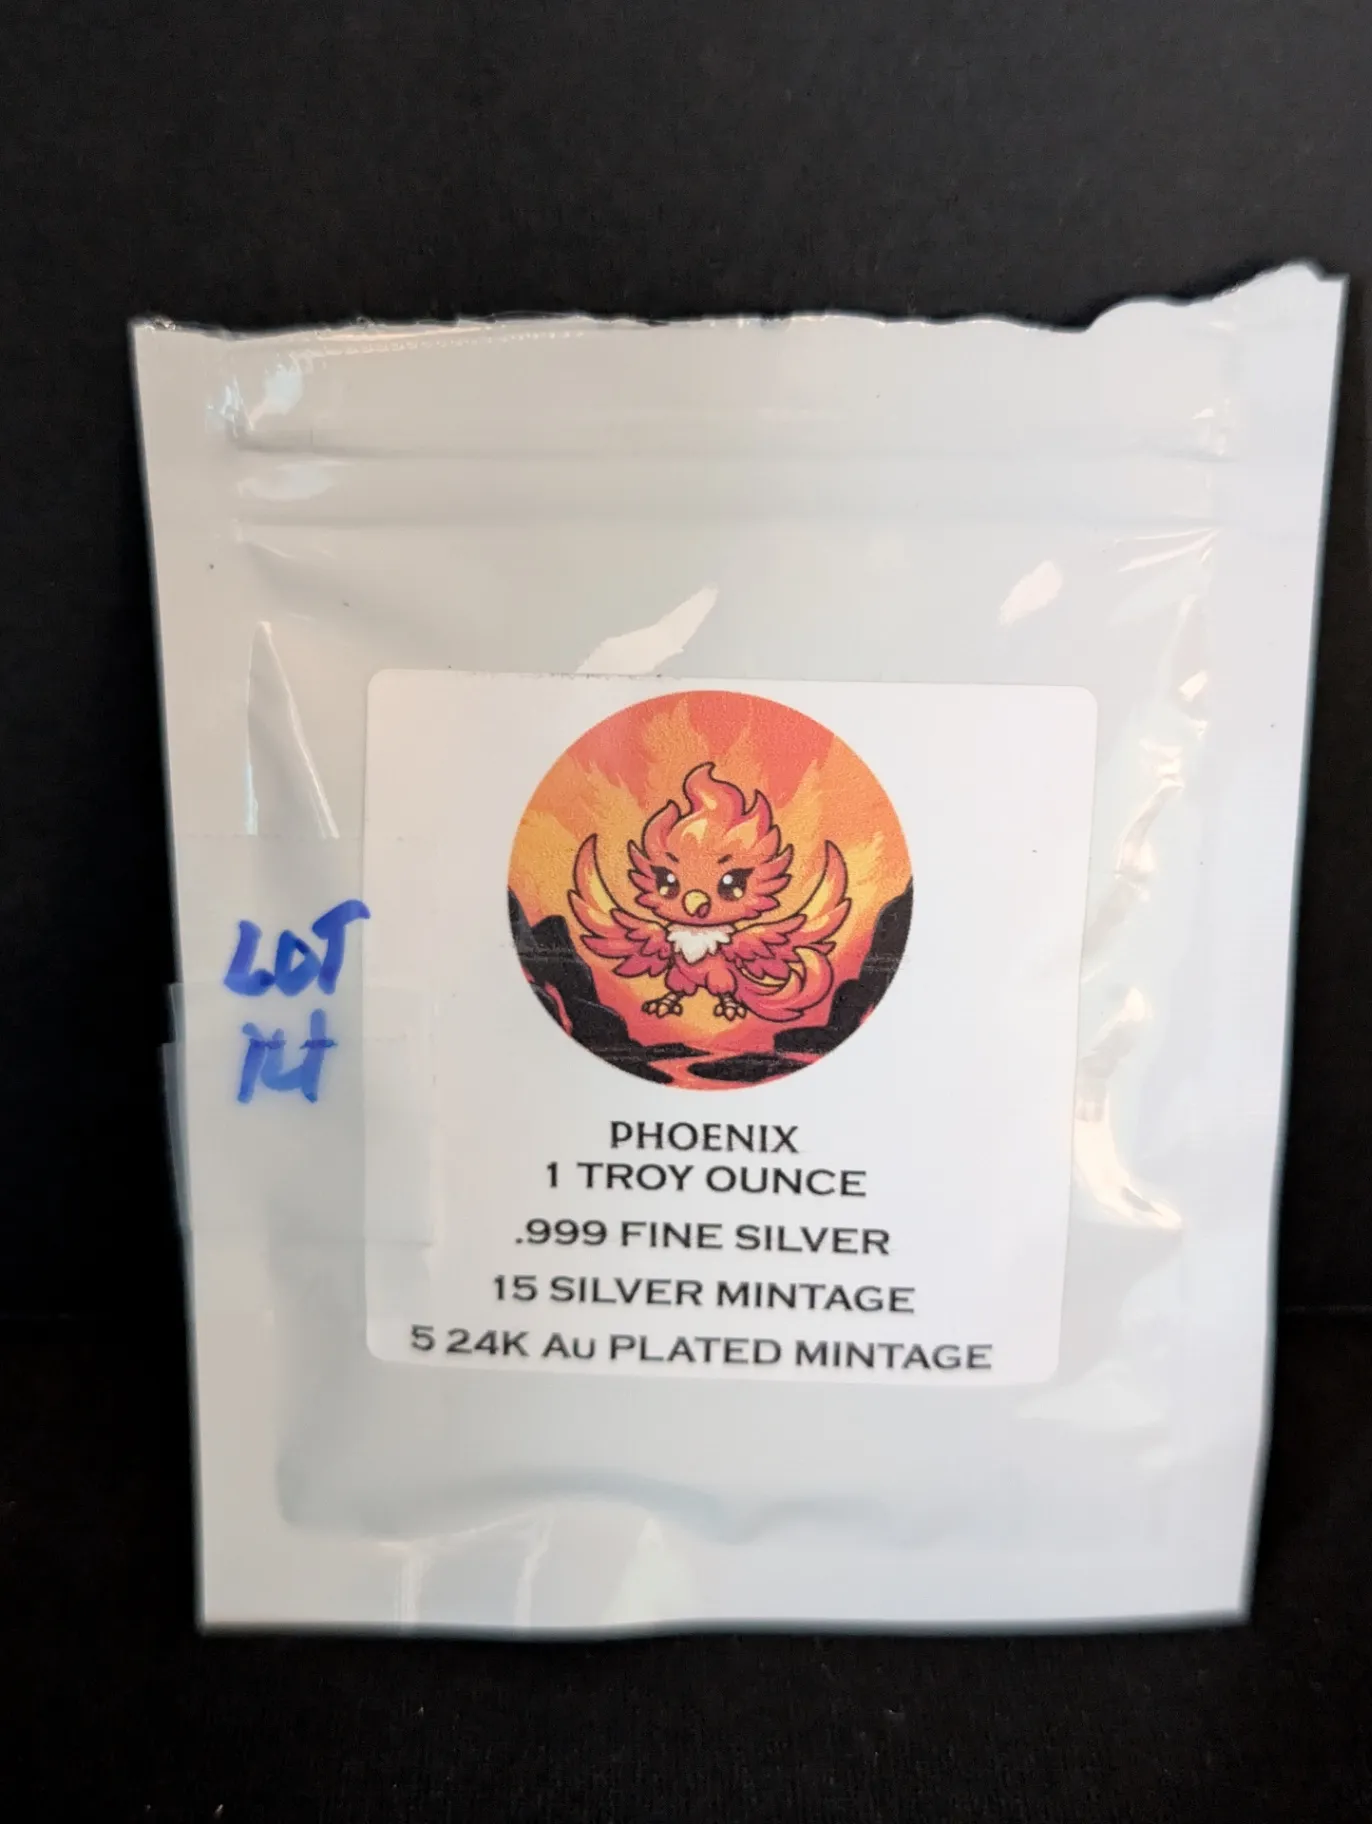 LOT
14
PHOENIX
1 TROY OUNCE
.999 FINE SILVER
15 SILVER MINTAGE
5 24K Au PLATED MINTAGE